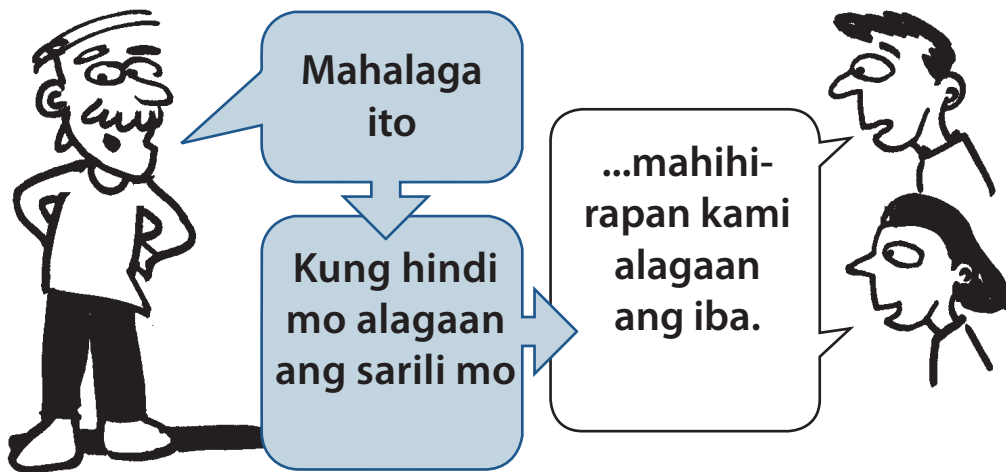 Mahalaga
ito
Kung hindi
mo alagaan
ang sarili mo
...mahihi-
rapan kami
alagaan
ang iba.